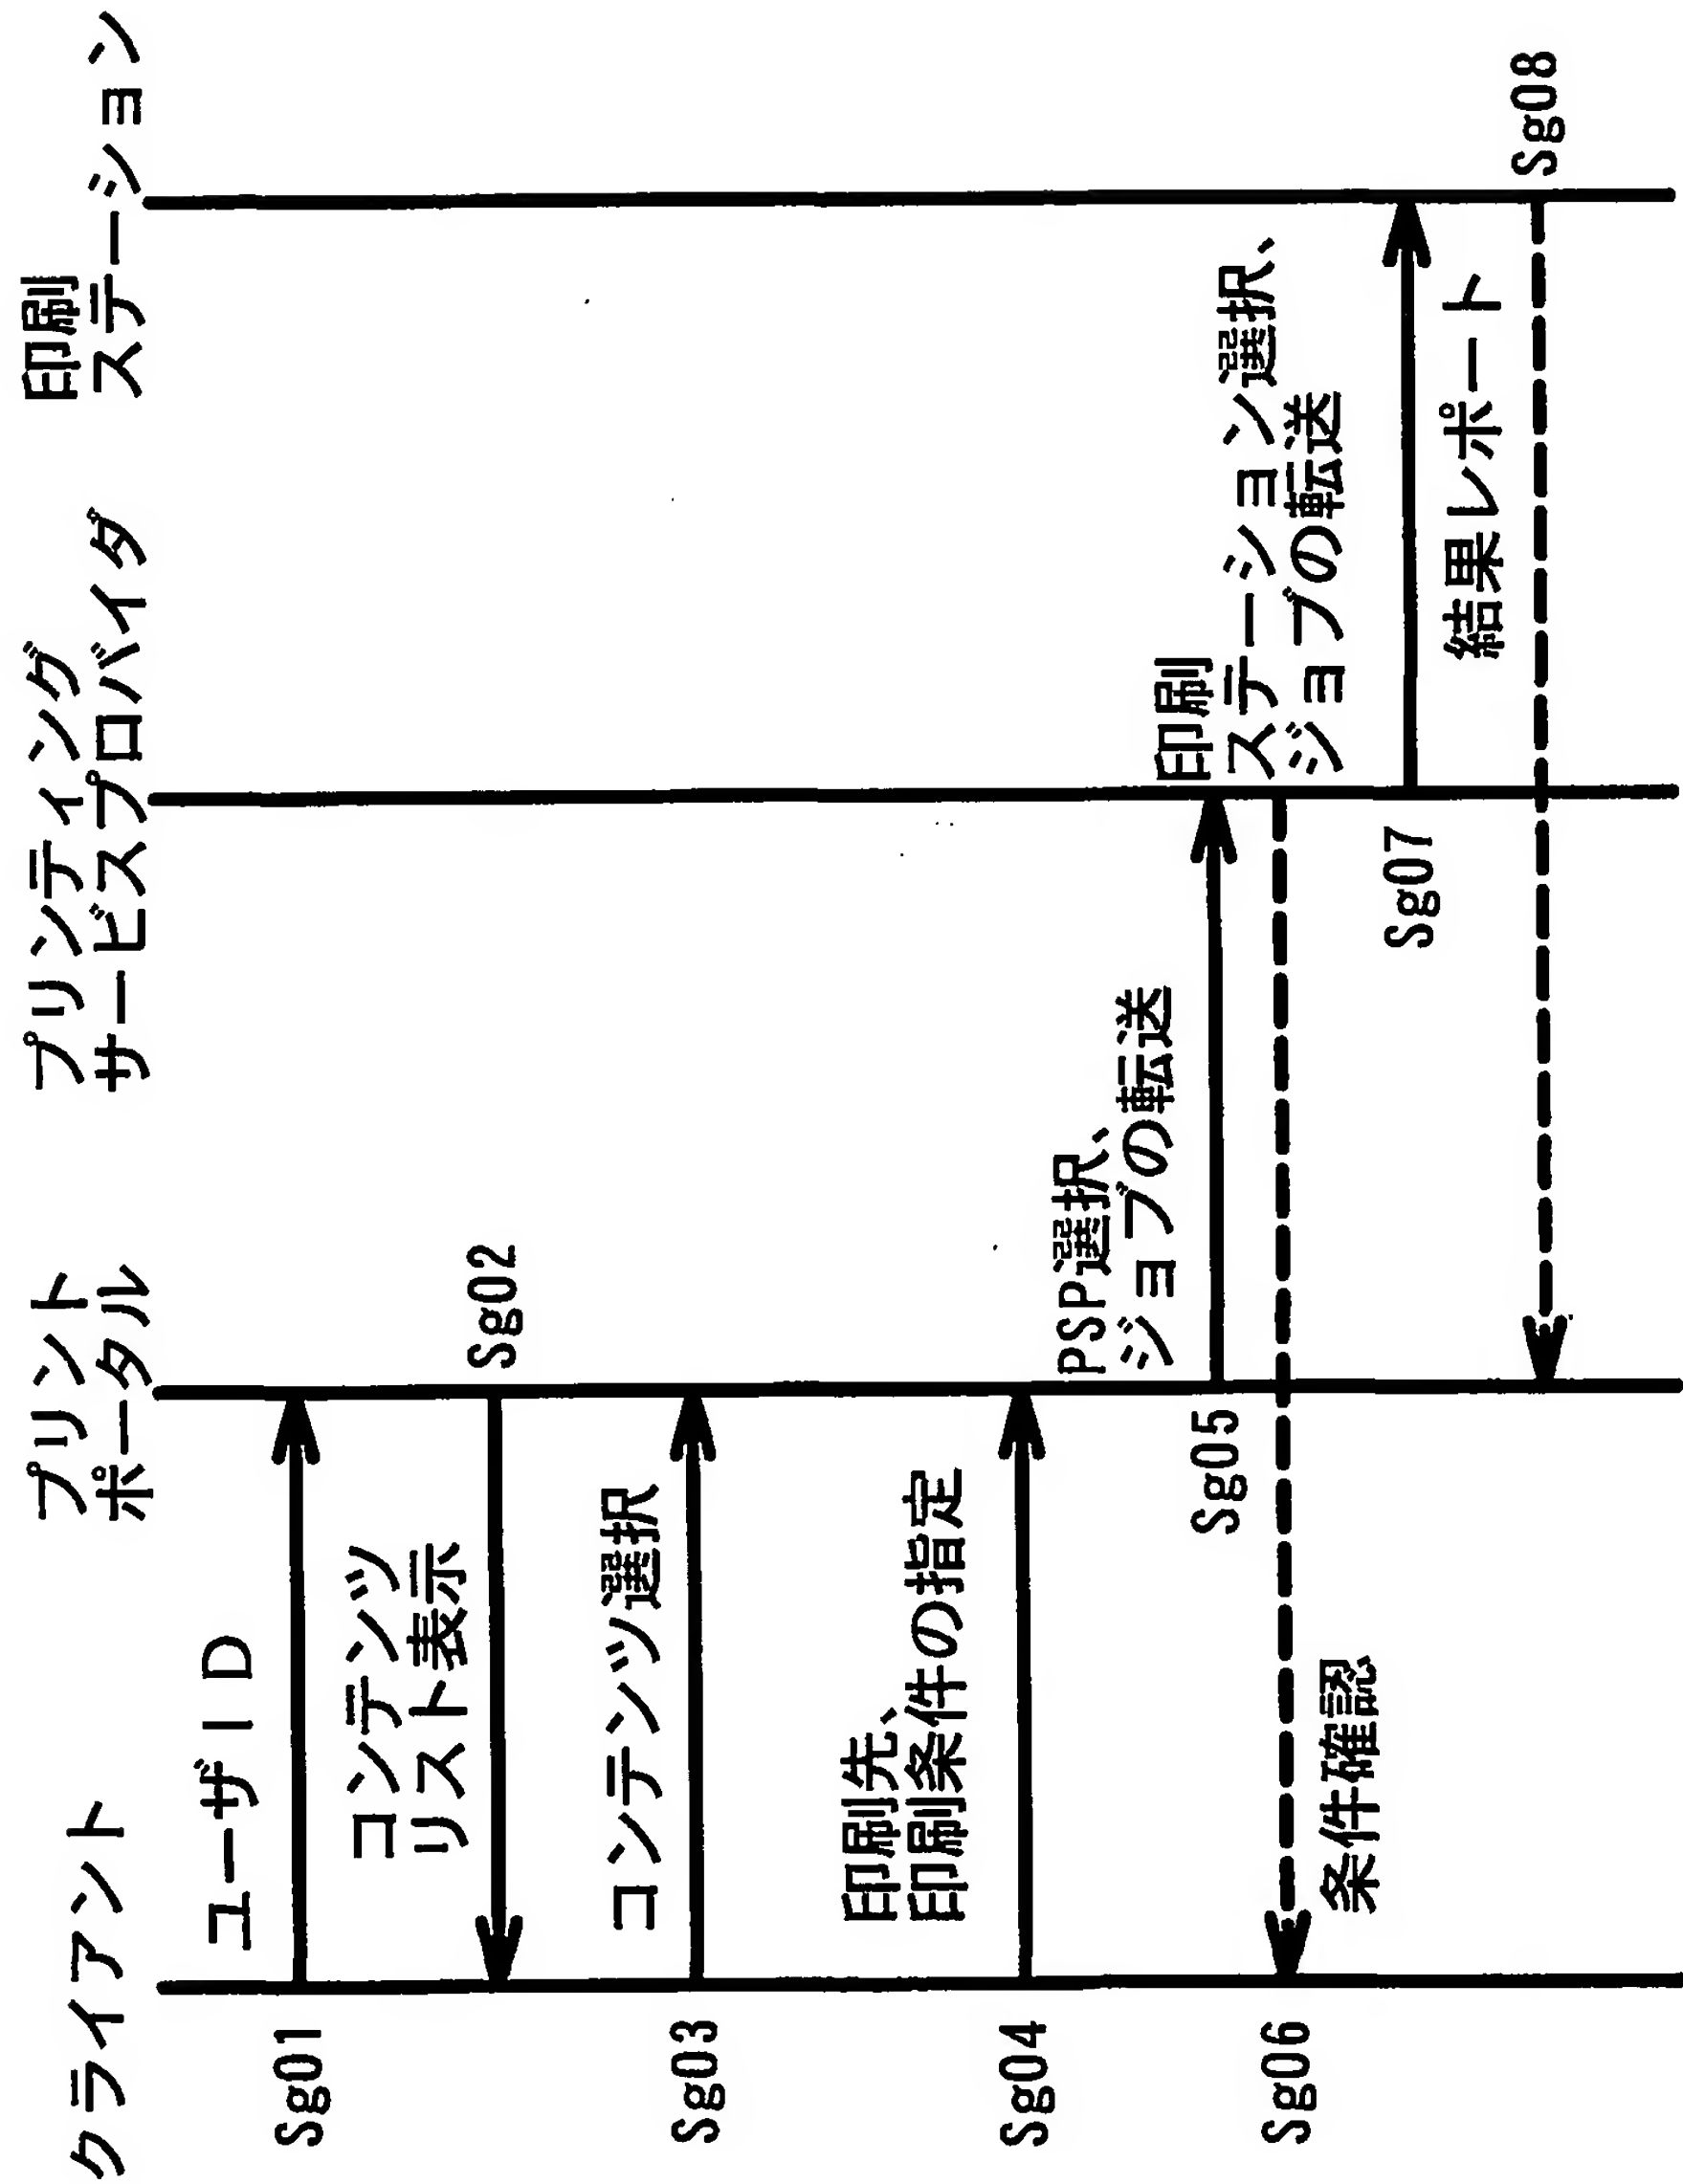 クライアント
プリント
ポータル
プリンティング
サービスプロバイダ
印刷
ステーション
Sg01
ユーザID
コンテンツ
リスト表示
Sg02
Sg03
コンテンツ選択
印刷先、
印刷条件の指定
Sg04
PSP選択、
ジョブの転送
Sg05
Sg06
条件確認
印刷
ステーション選択、
ジョブの転送
Sg07
結果レポート
Sg08